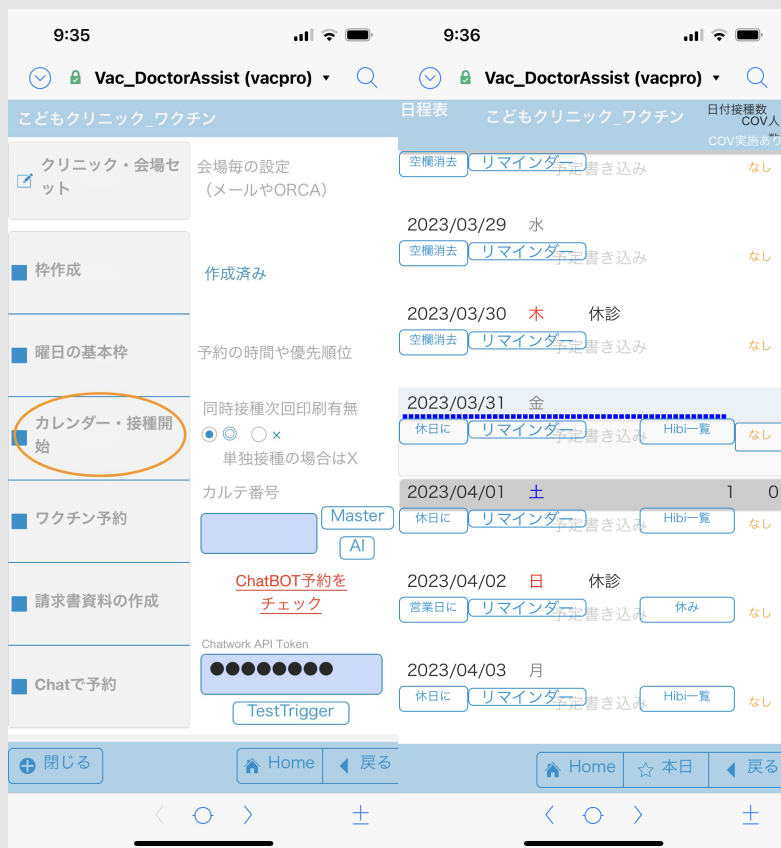 9:35
Vac_DoctorAssist (vacpro)
こどもクリニック_ワクチン
クリニック・会場セ
ット
会場毎の設定
（メールやORCA）
枠作成
作成済み
曜日の基本枠
予約の時間や優先順位
カレンダー・接種開
始
同時接種次回印刷有無
◎ ×
単独接種の場合はX
ワクチン予約
カルテ番号
Master
AI
請求書資料の作成
ChatBOT予約を
チェック
Chatで予約
Chatwork API Token
●●●●●●●●
TestTrigger
閉じる
Home
戻る
9:36
Vac_DoctorAssist (vacpro)
日程表
こどもクリニック_ワクチン
日付接種数
COV人
COV実施あり
空欄消去 リマインダー 予定書き込み なし
2023/03/29 水
空欄消去 リマインダー 予定書き込み なし
2023/03/30 木 休診
空欄消去 リマインダー 予定書き込み なし
2023/03/31 金
休日に リマインダー 予定書き込み Hibi一覧 なし
2023/04/01 土 1 0
休日に リマインダー 予定書き込み Hibi一覧 なし
2023/04/02 日 休診
営業日に リマインダー 予定書き込み 休み なし
2023/04/03 月
休日に リマインダー 予定書き込み Hibi一覧 なし
Home
本日
戻る